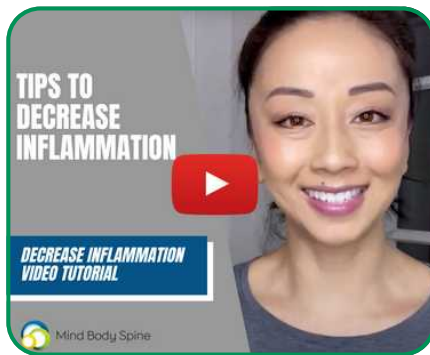 TIPS TO
DECREASE
INFLAMMATION
DECREASE INFLAMMATION
VIDEO TUTORIAL
Mind Body Spine